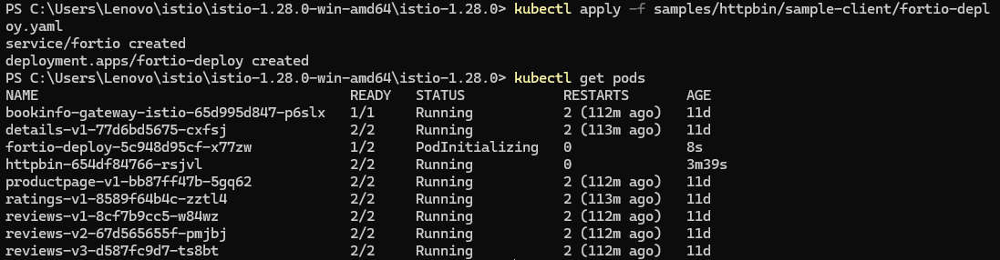 PS C:\Users\Lenovo\istio\istio-1.28.0-win-amd64\istio-1.28.0> kubectl apply -f samples/httpbin/sample-client/fortio-depl
oy.yaml
service/fortio created
deployment.apps/fortio-deploy created
PS C:\Users\Lenovo\istio\istio-1.28.0-win-amd64\istio-1.28.0> kubectl get pods
NAME READY STATUS RESTARTS AGE
bookinfo-gateway-istio-65d995d847-p6slx 1/1 Running 2 (112m ago) 11d
details-v1-77d6bd5675-cxfsj 2/2 Running 2 (113m ago) 11d
fortio-deploy-5c948d95cf-x77zw 1/2 PodInitializing 0 8s
httpbin-654df84766-rsjvl 2/2 Running 0 3m39s
productpage-v1-bb87ff47b-5gq62 2/2 Running 2 (112m ago) 11d
ratings-v1-8589f64b4c-zztl4 2/2 Running 2 (113m ago) 11d
reviews-v1-8cf7b9cc5-w84wz 2/2 Running 2 (112m ago) 11d
reviews-v2-67d565655f-pmjbj 2/2 Running 2 (112m ago) 11d
reviews-v3-d587fc9d7-ts8bt 2/2 Running 2 (112m ago) 11d